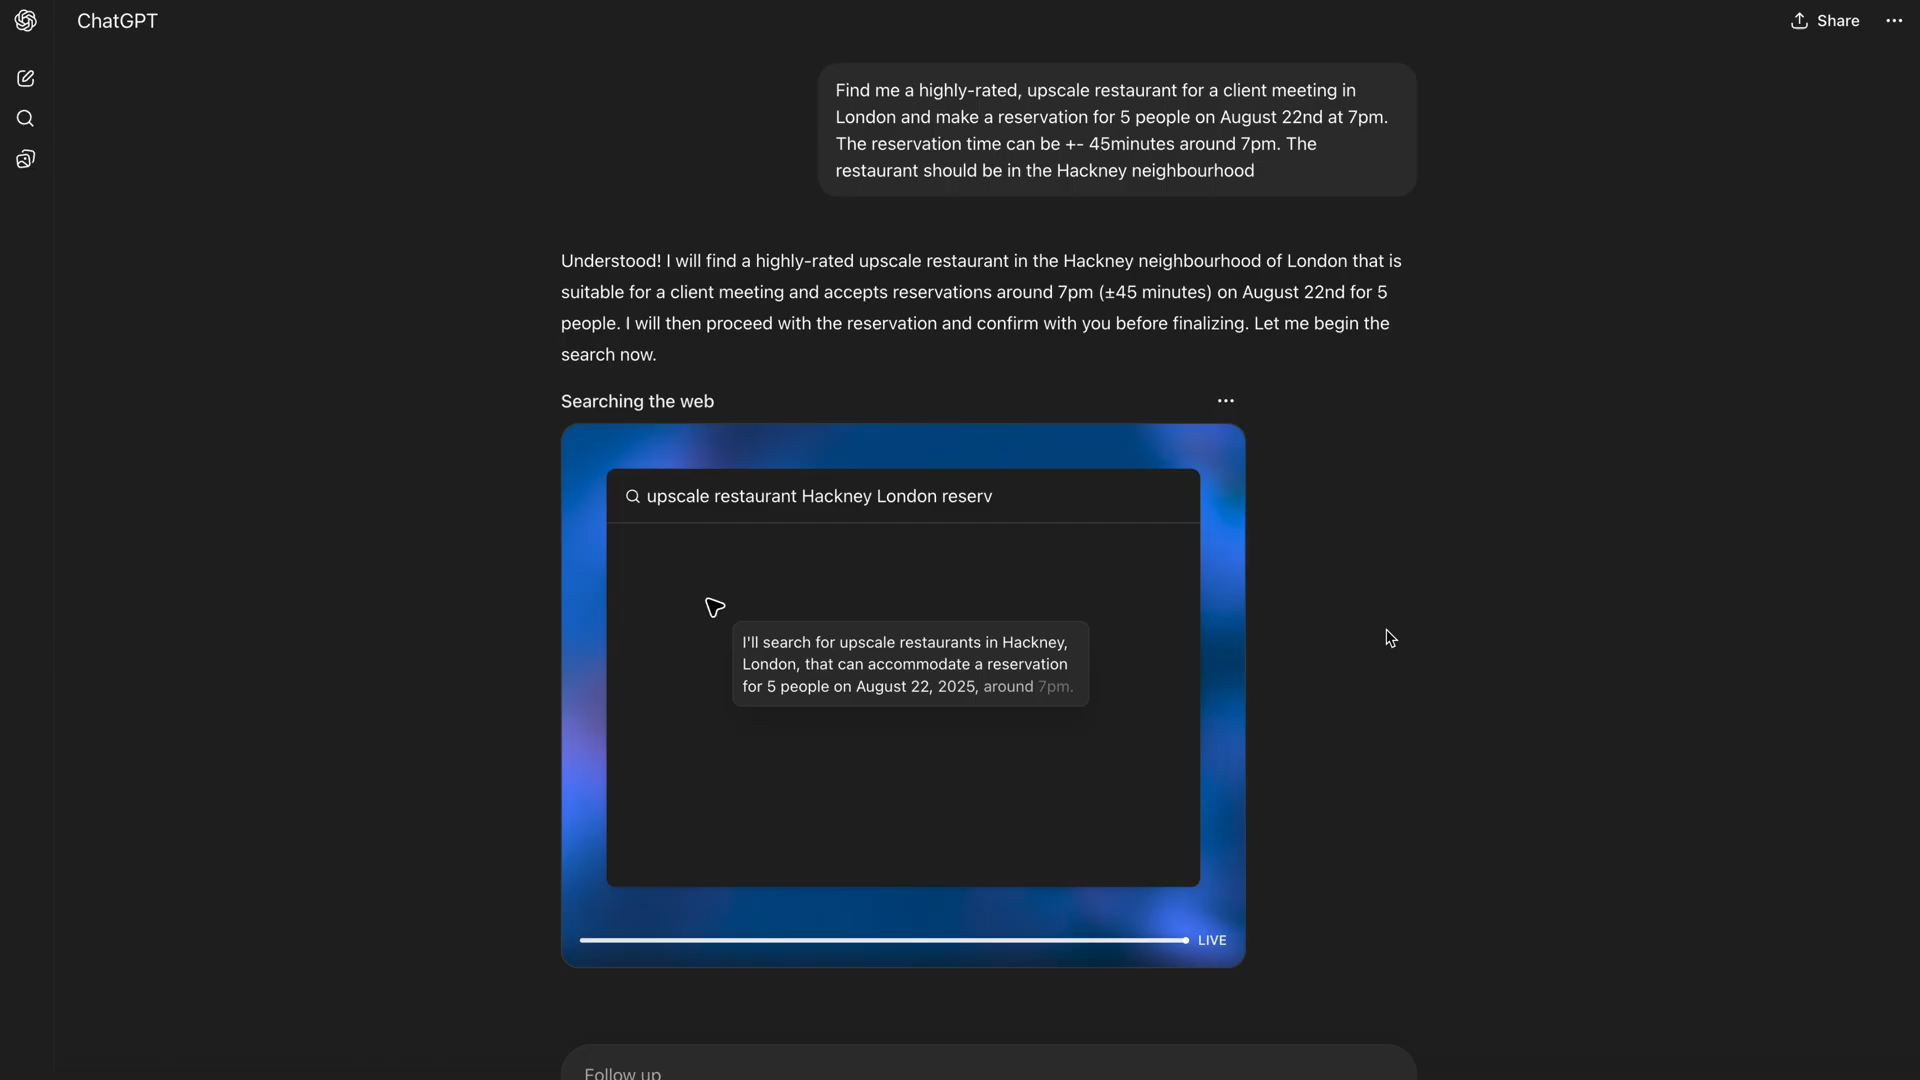 ChatGPT
Share
Find me a highly-rated, upscale restaurant for a client meeting in
London and make a reservation for 5 people on August 22nd at 7pm.
The reservation time can be +- 45minutes around 7pm. The
restaurant should be in the Hackney neighbourhood
Understood! I will find a highly-rated upscale restaurant in the Hackney neighbourhood of London that is
suitable for a client meeting and accepts reservations around 7pm (±45 minutes) on August 22nd for 5
people. I will then proceed with the reservation and confirm with you before finalizing. Let me begin the
search now.
Searching the web
upscale restaurant Hackney London reserv
I'll search for upscale restaurants in Hackney,
London, that can accommodate a reservation
for 5 people on August 22, 2025, around 7pm.
LIVE
Follow up